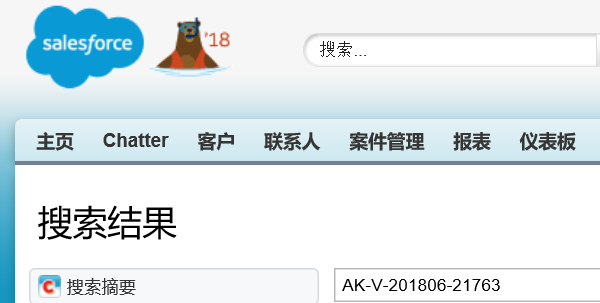 salesforce
'18
搜索...
主页 Chatter 客户 联系人 案件管理 报表 仪表板
搜索结果
搜索摘要
AK-V-201806-21763